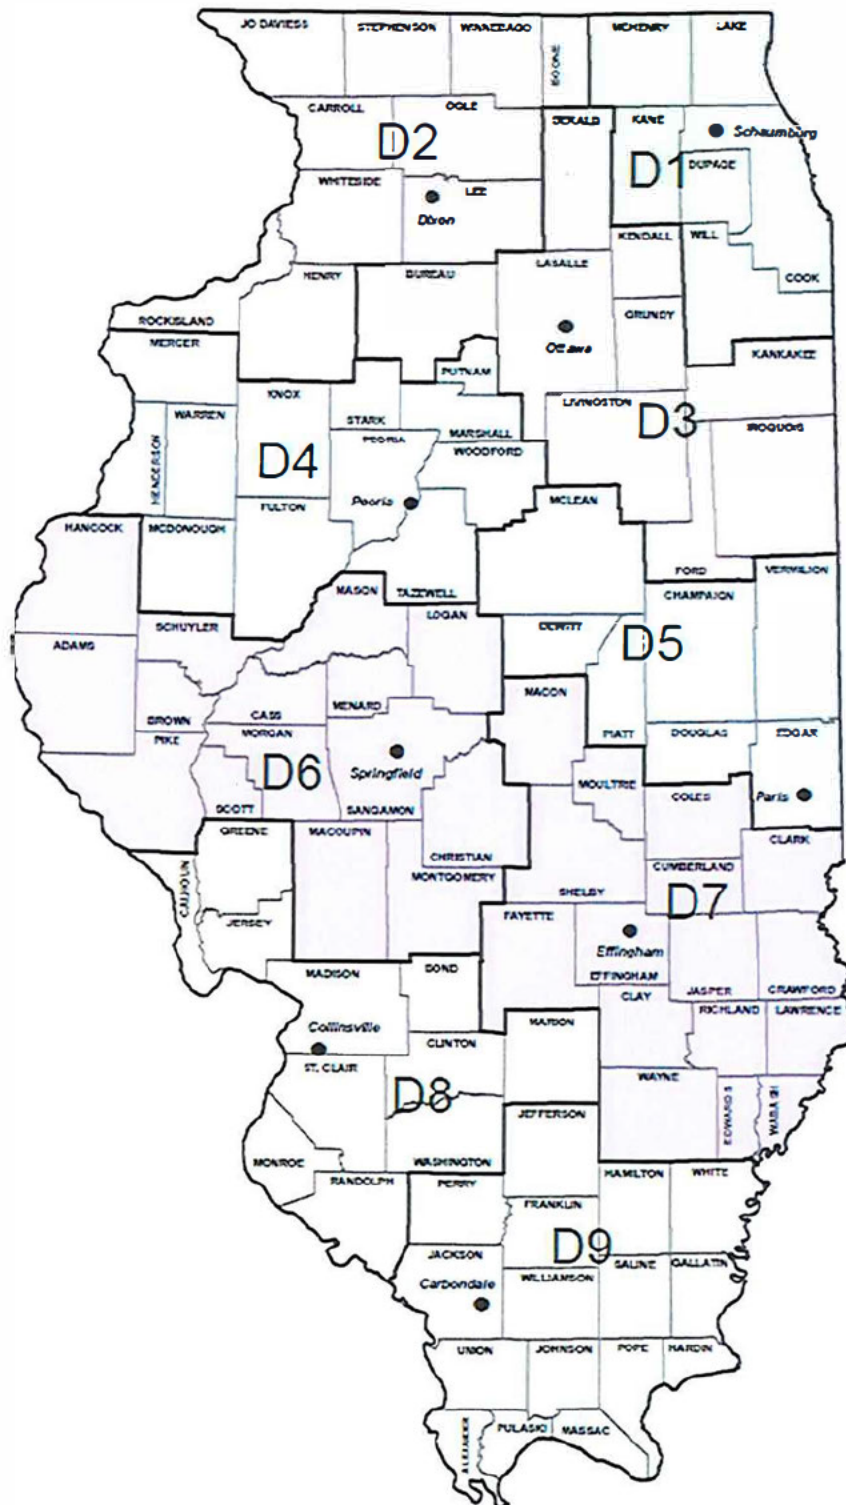 JO DAVIESS
STEPHENSON
WINNEBAGO
BOONE
MCHENRY
LAKE
CARROLL
OGLE
DEKALB
KANE
Schaumburg
D2
D1
DUPAGE
WHITESIDE
LEE
Dixon
KENDALL
WILL
COOK
HENRY
BUREAU
LASALLE
ROCK ISLAND
GRUNDY
Ottawa
MERCER
PUTNAM
KANKAKEE
KNOX
STARK
LIVINGSTON
D3
IROQUOIS
WARREN
HENDERSON
MARSHALL
PEORIA
WOODFORD
D4
Peoria
MCLEAN
FULTON
HANCOCK
MCDONOUGH
FORD
VERMILION
MASON
TAZEWELL
CHAMPAIGN
SCHUYLER
LOGAN
DEWITT
D5
ADAMS
MENARD
MACON
CASS
BROWN
PIKE
MORGAN
PIATT
DOUGLAS
EDGAR
D6
Springfield
SCOTT
SANGAMON
MOULTRIE
COLES
Paris
GREENE
MACOUPIN
CHRISTIAN
CLARK
CALHOUN
MONTGOMERY
CUMBERLAND
SHELBY
D7
JERSEY
FAYETTE
Effingham
EFFINGHAM
JASPER
CRAWFORD
MADISON
BOND
CLAY
RICHLAND
LAWRENCE
Collinsville
MARION
CLINTON
ST. CLAIR
WAYNE
EDWARDS
WABASH
D8
JEFFERSON
MONROE
WASHINGTON
RANDOLPH
PERRY
HAMILTON
WHITE
FRANKLIN
D9
JACKSON
SALINE
GALLATIN
Carbondale
WILLIAMSON
UNION
JOHNSON
POPE
HARDIN
ALEXANDER
PULASKI
MASSAC